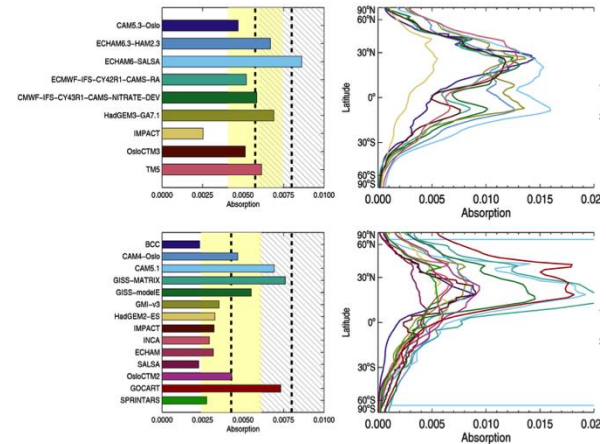 CAM5.3-Oslo
ECHAM6.3-HAM2.3
ECHAM6-SALSA
ECMWF-IFS-CY42R1-CAMS-RA
CMWF-IFS-CY43R1-CAMS-NITRATE-DEV
HadGEM3-GA7.1
IMPACT
OsloCTM3
TM5
0.0000 0.0025 0.0050 0.0075 0.0100
Absorption
Latitude
90°N
60°N
30°N
0°
30°S
60°S
90°S
0.000 0.005 0.010 0.015 0.02
Absorption
BCC
CAM4-Oslo
CAM5.1
GISS-MATRIX
GISS-modelE
GMI-v3
HadGEM2-ES
IMPACT
INCA
ECHAM
SALSA
OsloCTM2
GOCART
SPRINTARS
0.0000 0.0025 0.0050 0.0075 0.0100
Absorption
Latitude
90°N
60°N
30°N
0°
30°S
60°S
90°S
0.000 0.005 0.010 0.015 0.02
Absorption